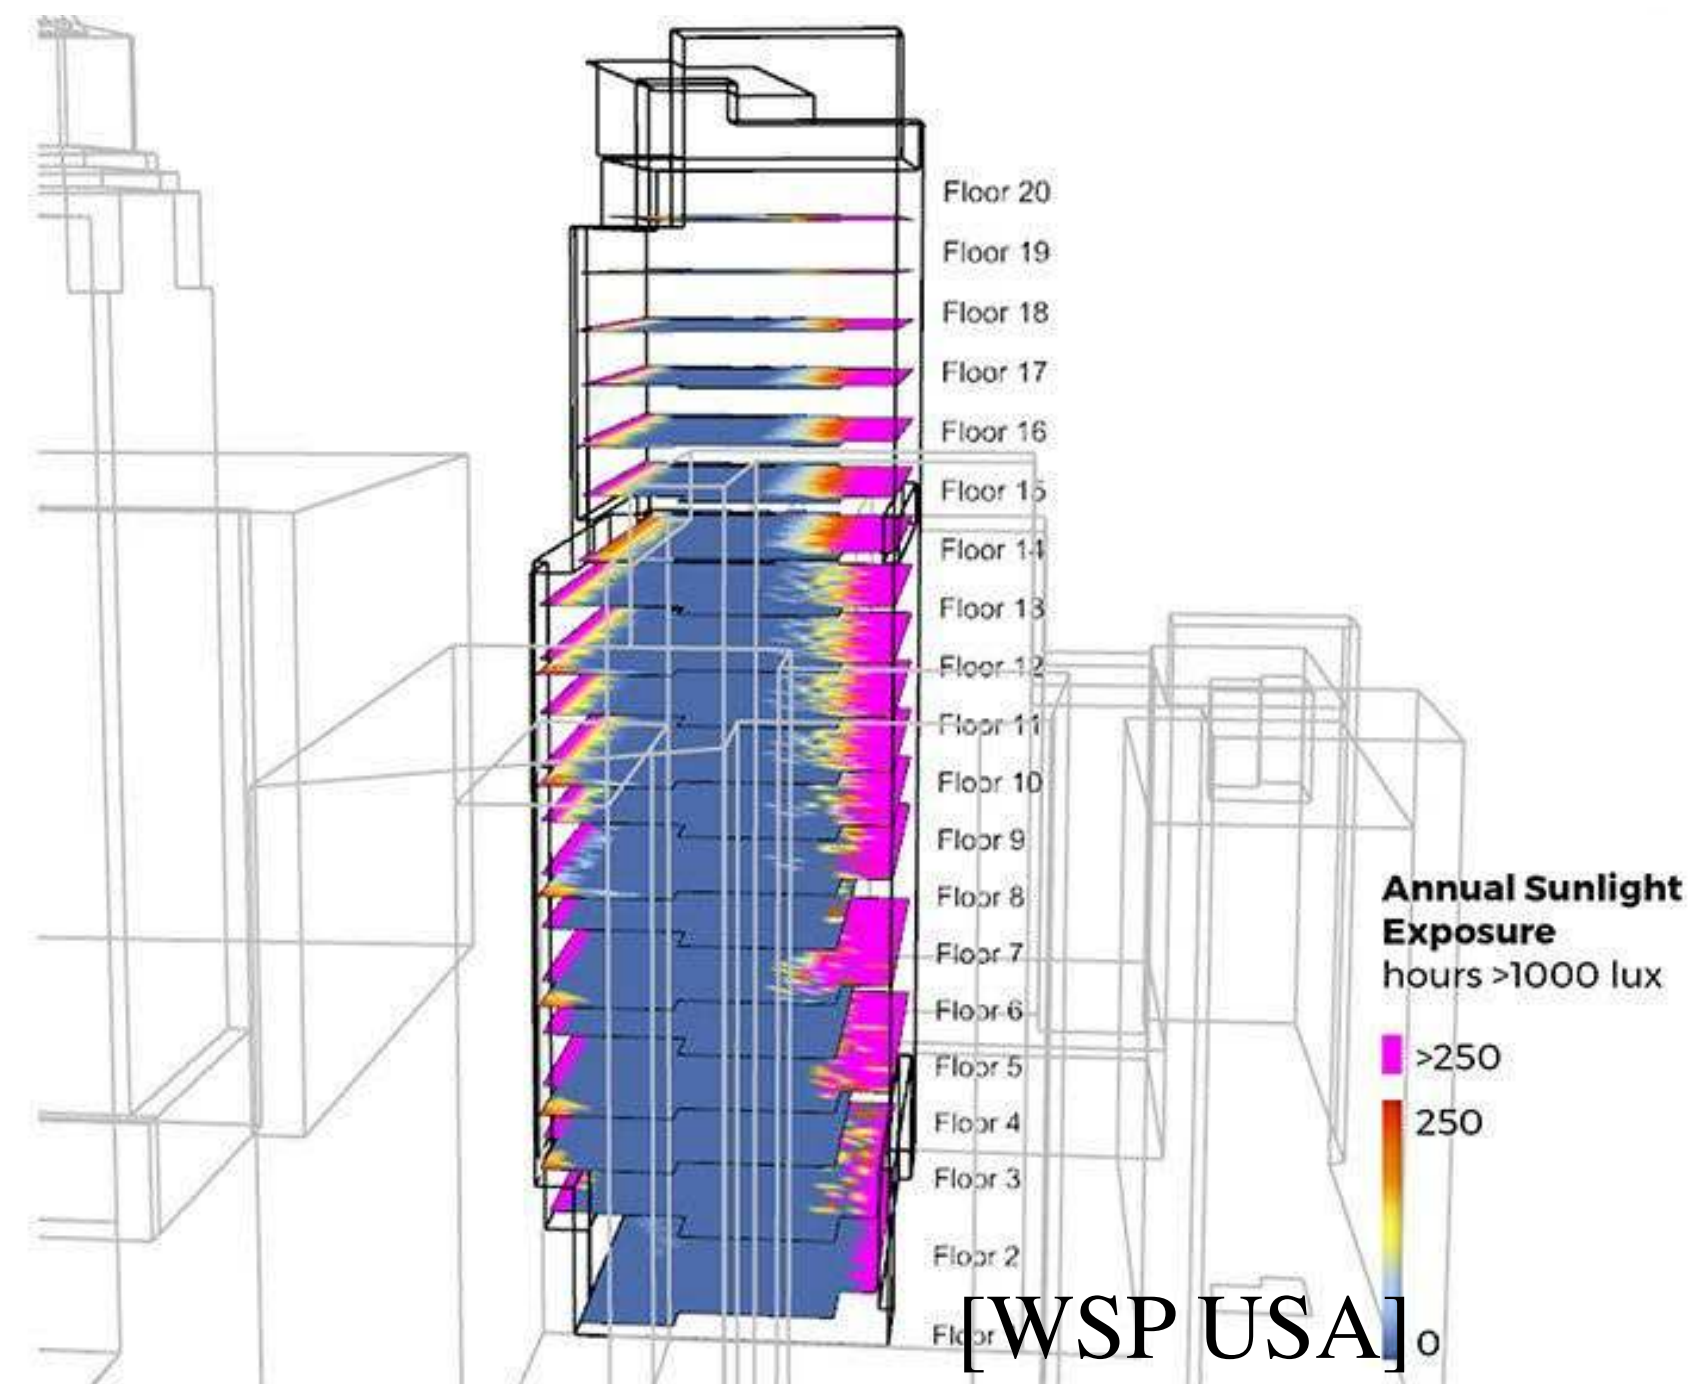 Floor 20
Floor 19
Floor 18
Floor 17
Floor 16
Floor 15
Floor 14
Floor 13
Floor 12
Floor 11
Floor 10
Floor 9
Floor 8
Floor 7
Floor 6
Floor 5
Floor 4
Floor 3
Floor 2
Floor
[WSP USA]
Annual Sunlight
Exposure
hours >1000 lux
>250
250
0